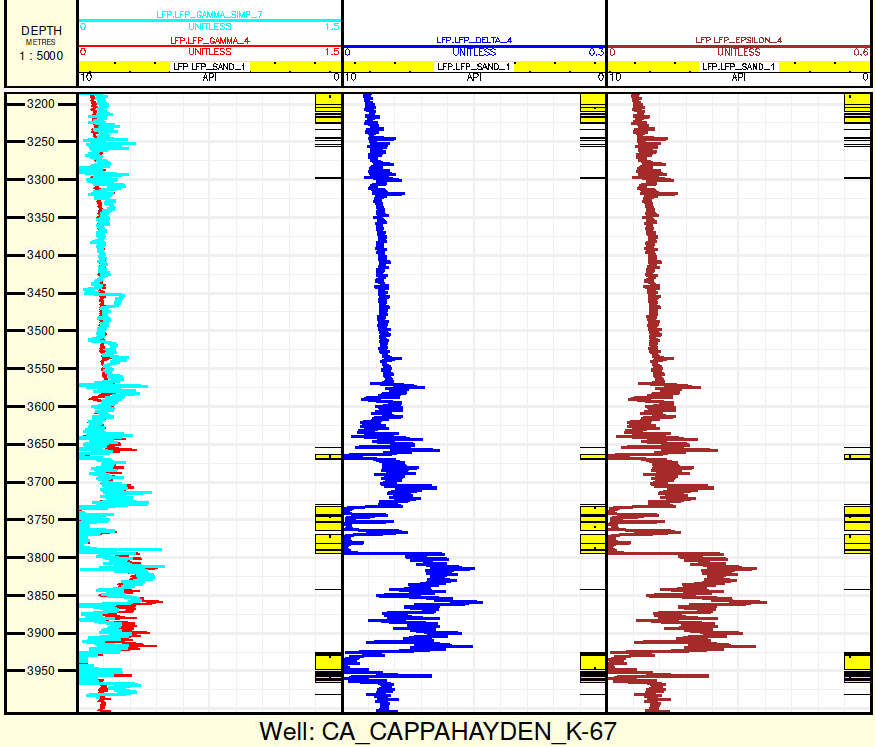 LFP.LFP_GAMMA_SIMP_7
0 UNITLESS 1.5
LFP.LFP_GAMMA_4
0 UNITLESS 1.5
LFP LFP_SAND_1
10 API 0
LFP.LFP_DELTA_4
0 UNITLESS 0.3
LFP.LFP_SAND_1
10 API 0
LFP LFP_EPSILON_4
0 UNITLESS 0.6
LFP.LFP_SAND_1
10 API 0
DEPTH
METRES
1 : 5000
3200
3250
3300
3350
3400
3450
3500
3550
3600
3650
3700
3750
3800
3850
3900
3950
Well: CA_CAPPAHAYDEN_K-67